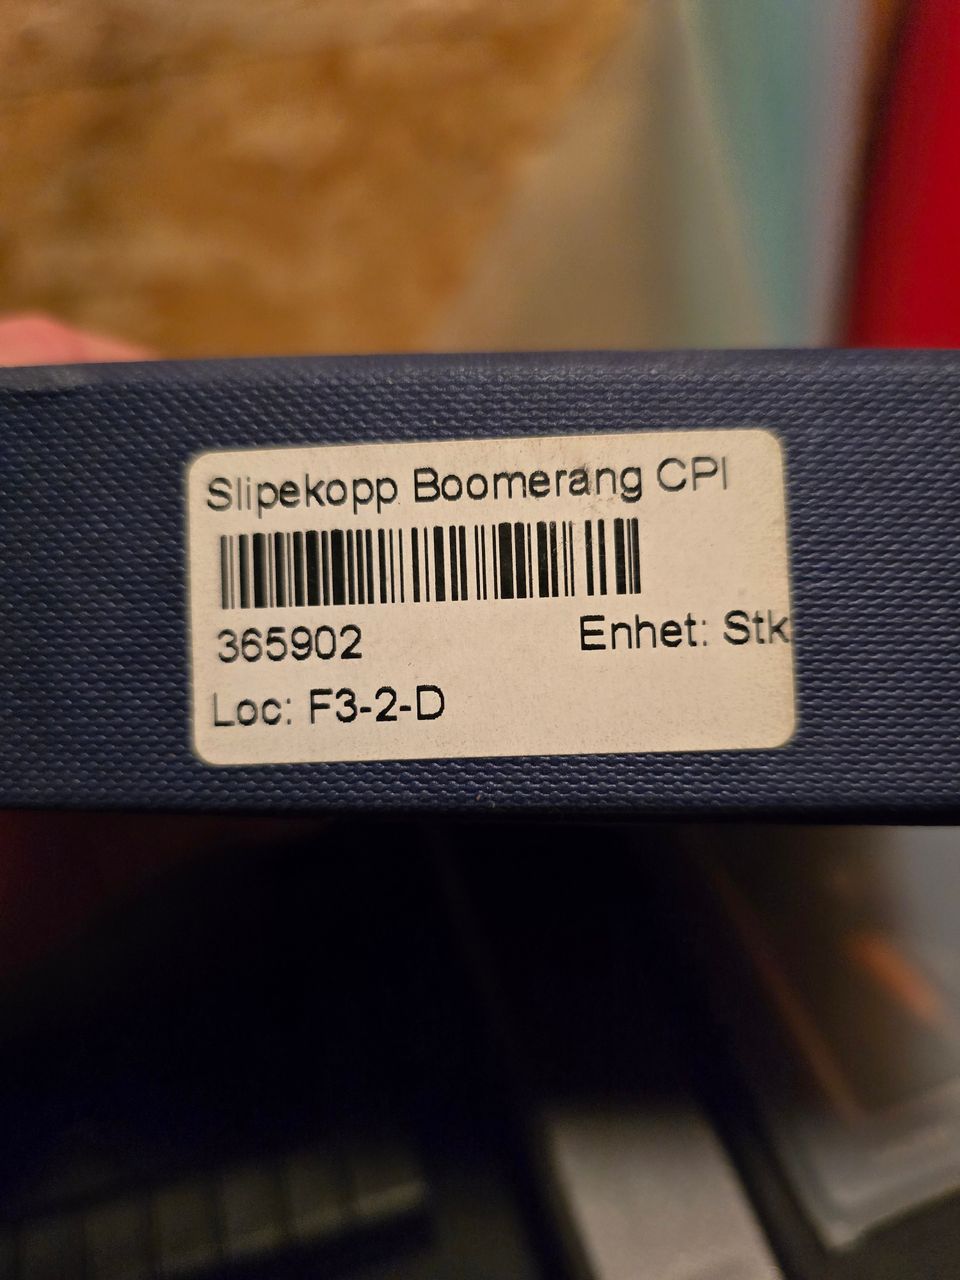 Slipekopp Boomerang CPI
365902 Enhet: Stk
Loc: F3-2-D